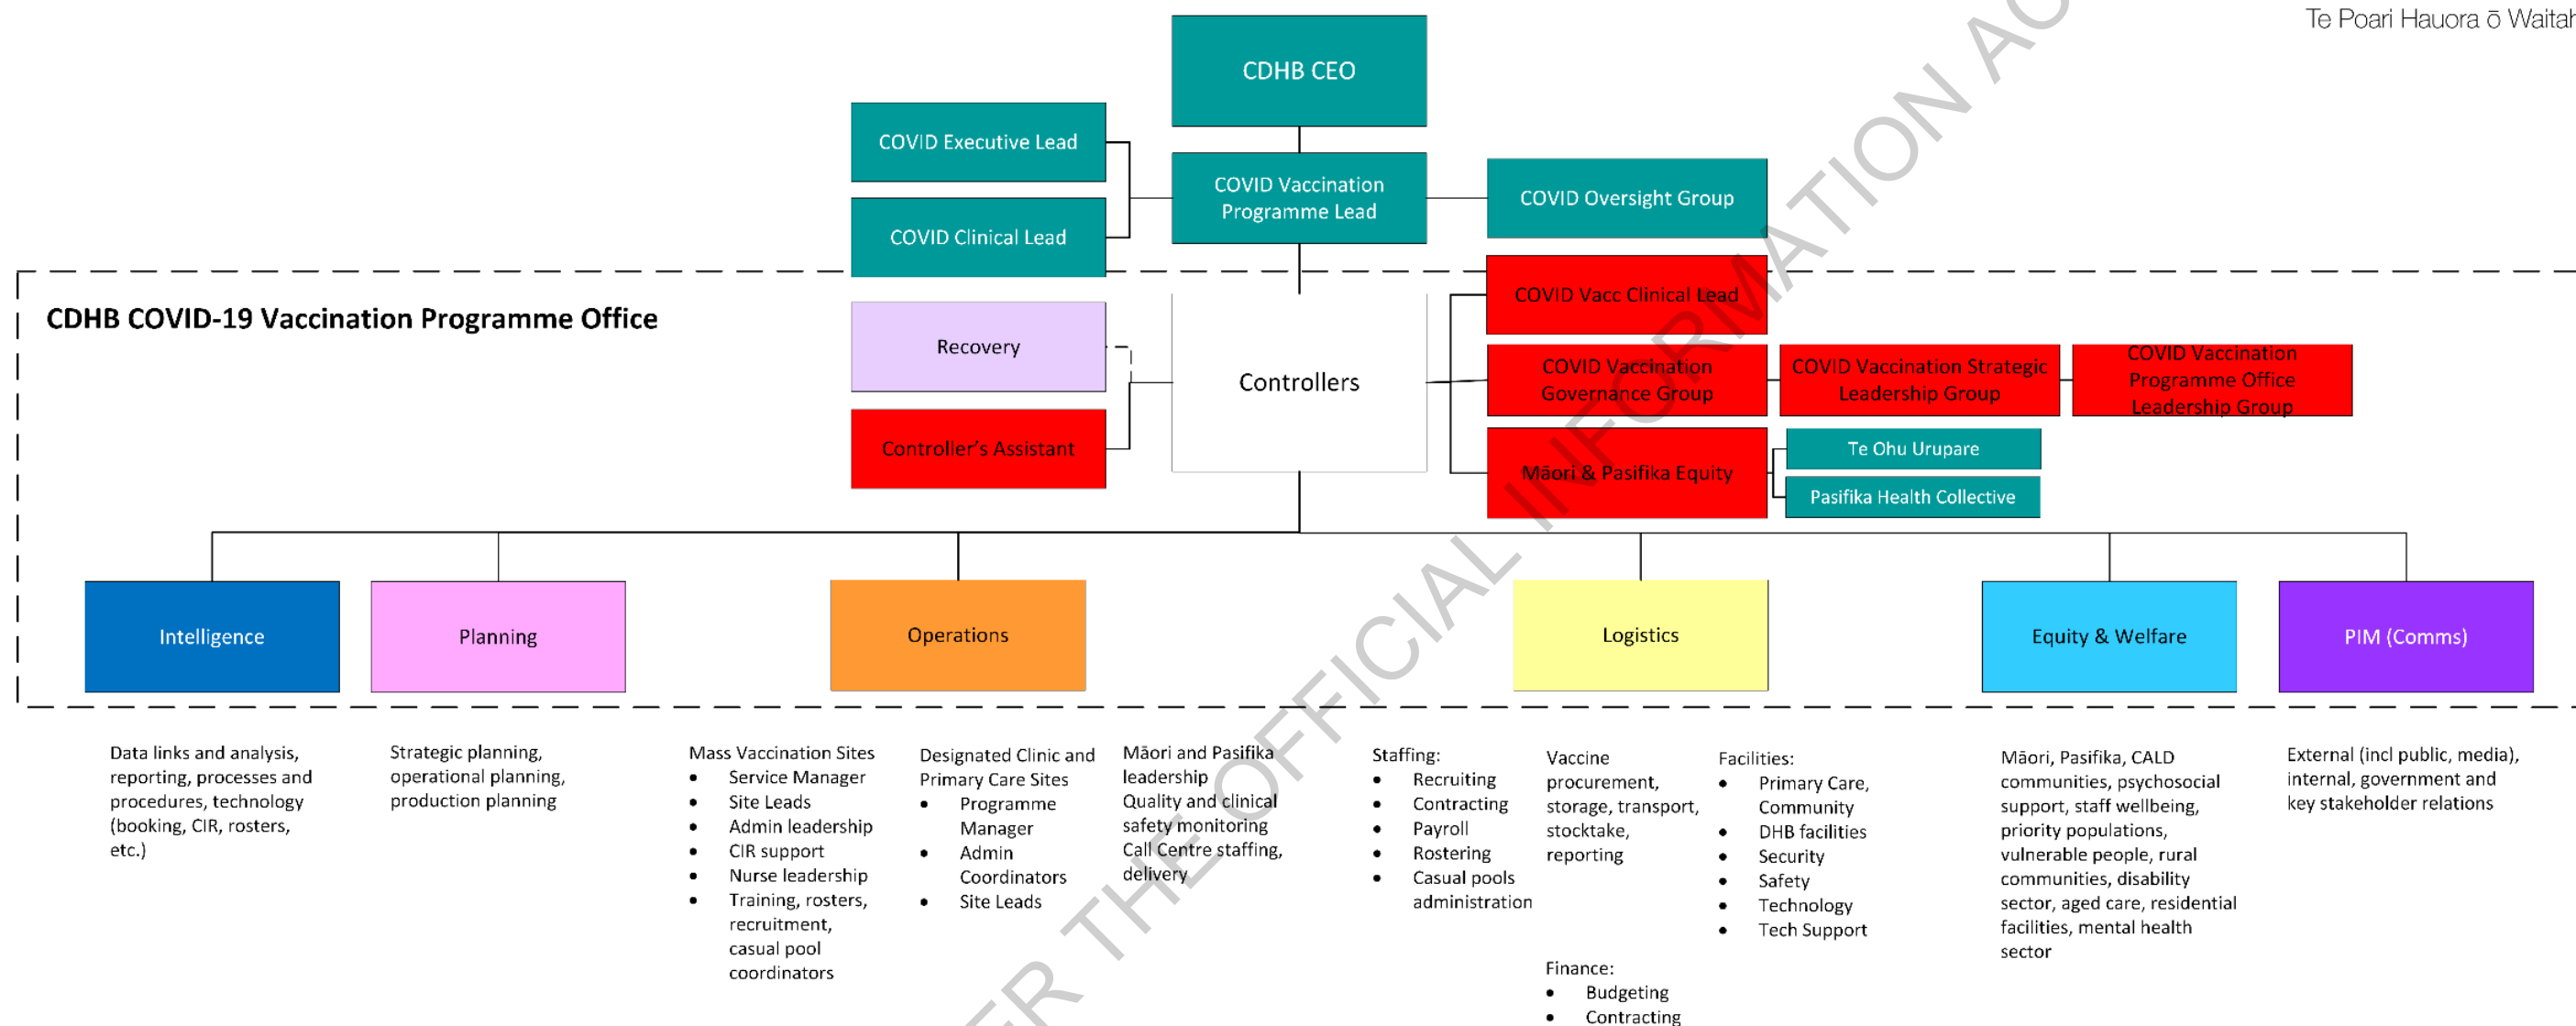 Te Poari Hauora ō Waitah
CDHB CEO
COVID Executive Lead
COVID Clinical Lead
COVID Vaccination
Programme Lead
COVID Oversight Group
CDHB COVID-19 Vaccination Programme Office
Recovery
Controller's Assistant
Controllers
COVID Vacc Clinical Lead
COVID Vaccination
Governance Group
COVID Vaccination Strategic
Leadership Group
COVID Vaccination
Programme Office
Leadership Group
Māori & Pasifika Equity
Te Ohu Urupare
Pasifika Health Collective
Intelligence
Planning
Operations
Logistics
Equity & Welfare
PIM (Comms)
Data links and analysis,
reporting, processes and
procedures, technology
(booking, CIR, rosters,
etc.)
Strategic planning,
operational planning,
production planning
Mass Vaccination Sites
• Service Manager
• Site Leads
• Admin leadership
• CIR support
• Nurse leadership
• Training, rosters,
recruitment,
casual pool
coordinators
Designated Clinic and
Primary Care Sites
• Programme
Manager
• Admin
Coordinators
• Site Leads
Māori and Pasifika
leadership
Quality and clinical
safety monitoring
Call Centre staffing,
delivery
Staffing:
• Recruiting
• Contracting
• Payroll
• Rostering
• Casual pools
administration
Vaccine
procurement,
storage, transport,
stocktake,
reporting
Finance:
• Budgeting
• Contracting
Facilities:
• Primary Care,
Community
• DHB facilities
• Security
• Safety
• Technology
• Tech Support
Māori, Pasifika, CALD
communities, psychosocial
support, staff wellbeing,
priority populations,
vulnerable people, rural
communities, disability
sector, aged care, residential
facilities, mental health
sector
External (incl public, media),
internal, government and
key stakeholder relations
ER THE OFFICIAL INFORMATION AC